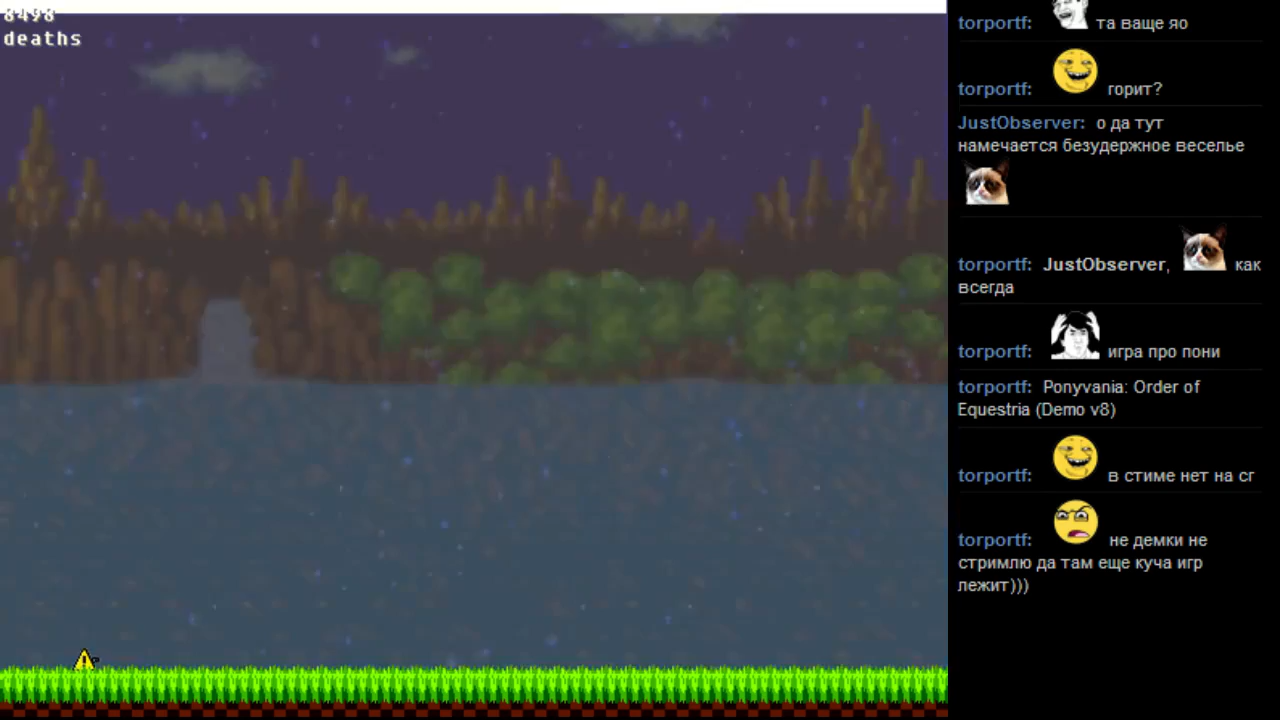 8498
deaths
torportf: та ваще яо
torportf: горит?
JustObserver: о да тут
намечается безудержное веселье
torportf: JustObserver, как
всегда
torportf: игра про пони
torportf: Ponyvania: Order of
Equestria (Demo v8)
torportf: в стиме нет на сг
torportf: не демки не
стримлю да там еще куча игр
лежит)))